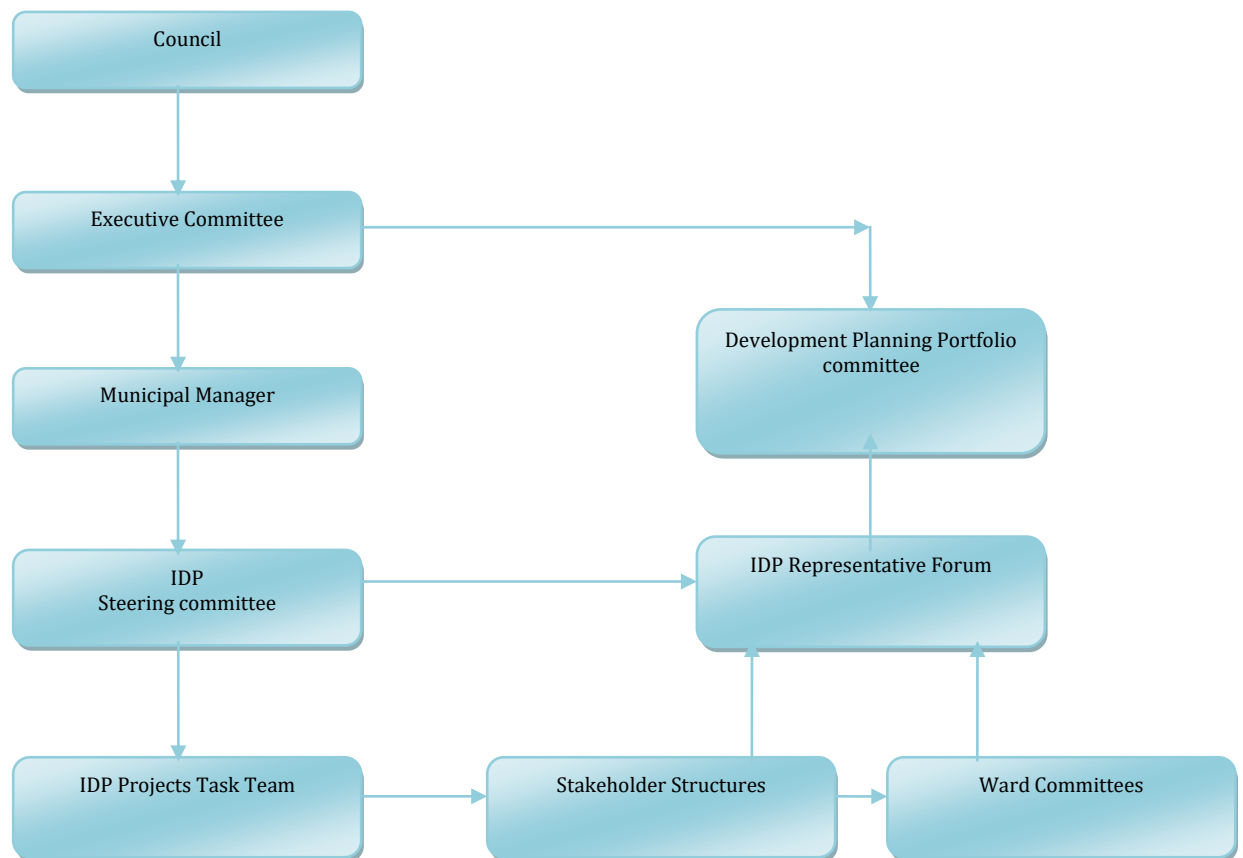 Council
Executive Committee
Development Planning Portfolio
committee
Municipal Manager
IDP
Steering committee
IDP Representative Forum
IDP Projects Task Team
Stakeholder Structures
Ward Committees